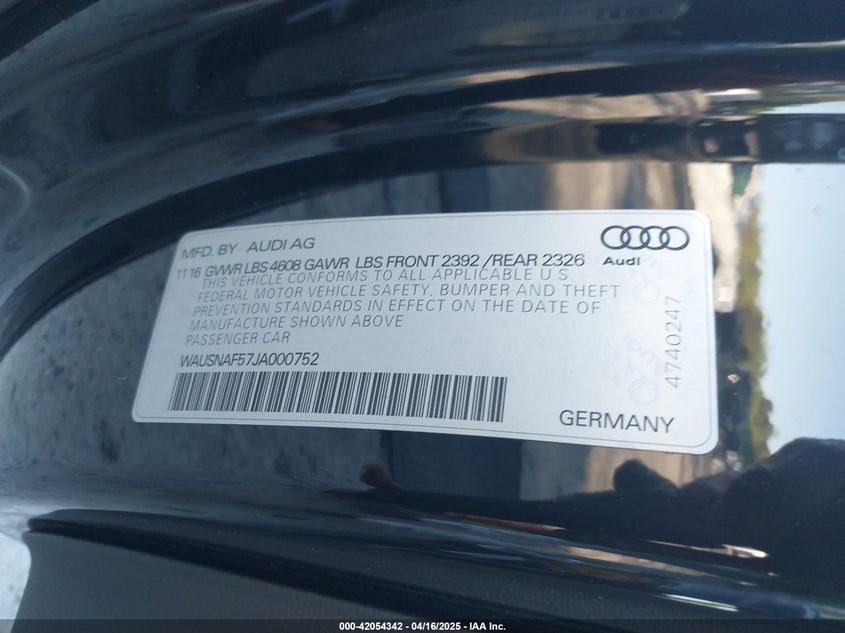 MFD. BY AUDI AG
Audi
11 16 GVWR LBS 4608 GAWR LBS FRONT 2392 /REAR 2326
THIS VEHICLE CONFORMS TO ALL APPLICABLE U.S.
FEDERAL MOTOR VEHICLE SAFETY, BUMPER AND THEFT
PREVENTION STANDARDS IN EFFECT ON THE DATE OF
MANUFACTURE SHOWN ABOVE
PASSENGER CAR
WAUSNAF57JA000752
4740247
GERMANY
000-42054342 - 04/16/2025 - IAA Inc.